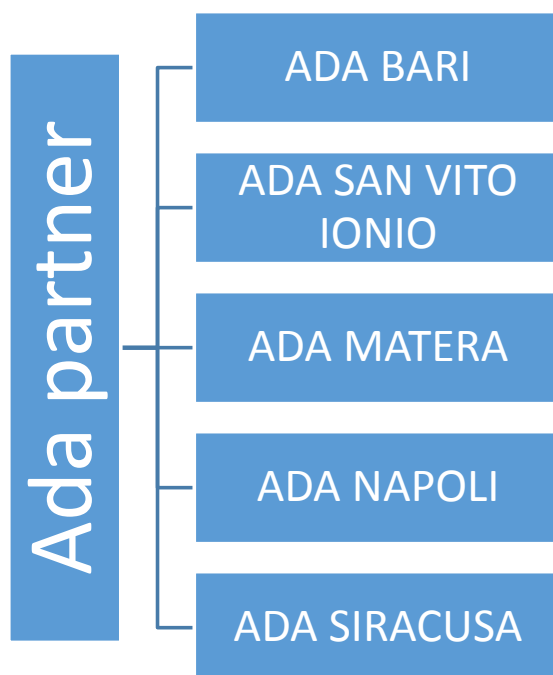 Ada partner
ADA BARI
ADA SAN VITO
IONIO
ADA MATERA
ADA NAPOLI
ADA SIRACUSA